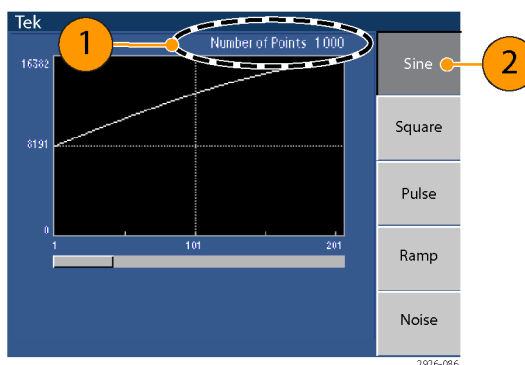 Tek
1
Number of Points 1000
16382
8191
0
1 101 201
Sine
2
Square
Pulse
Ramp
Noise
2926-086